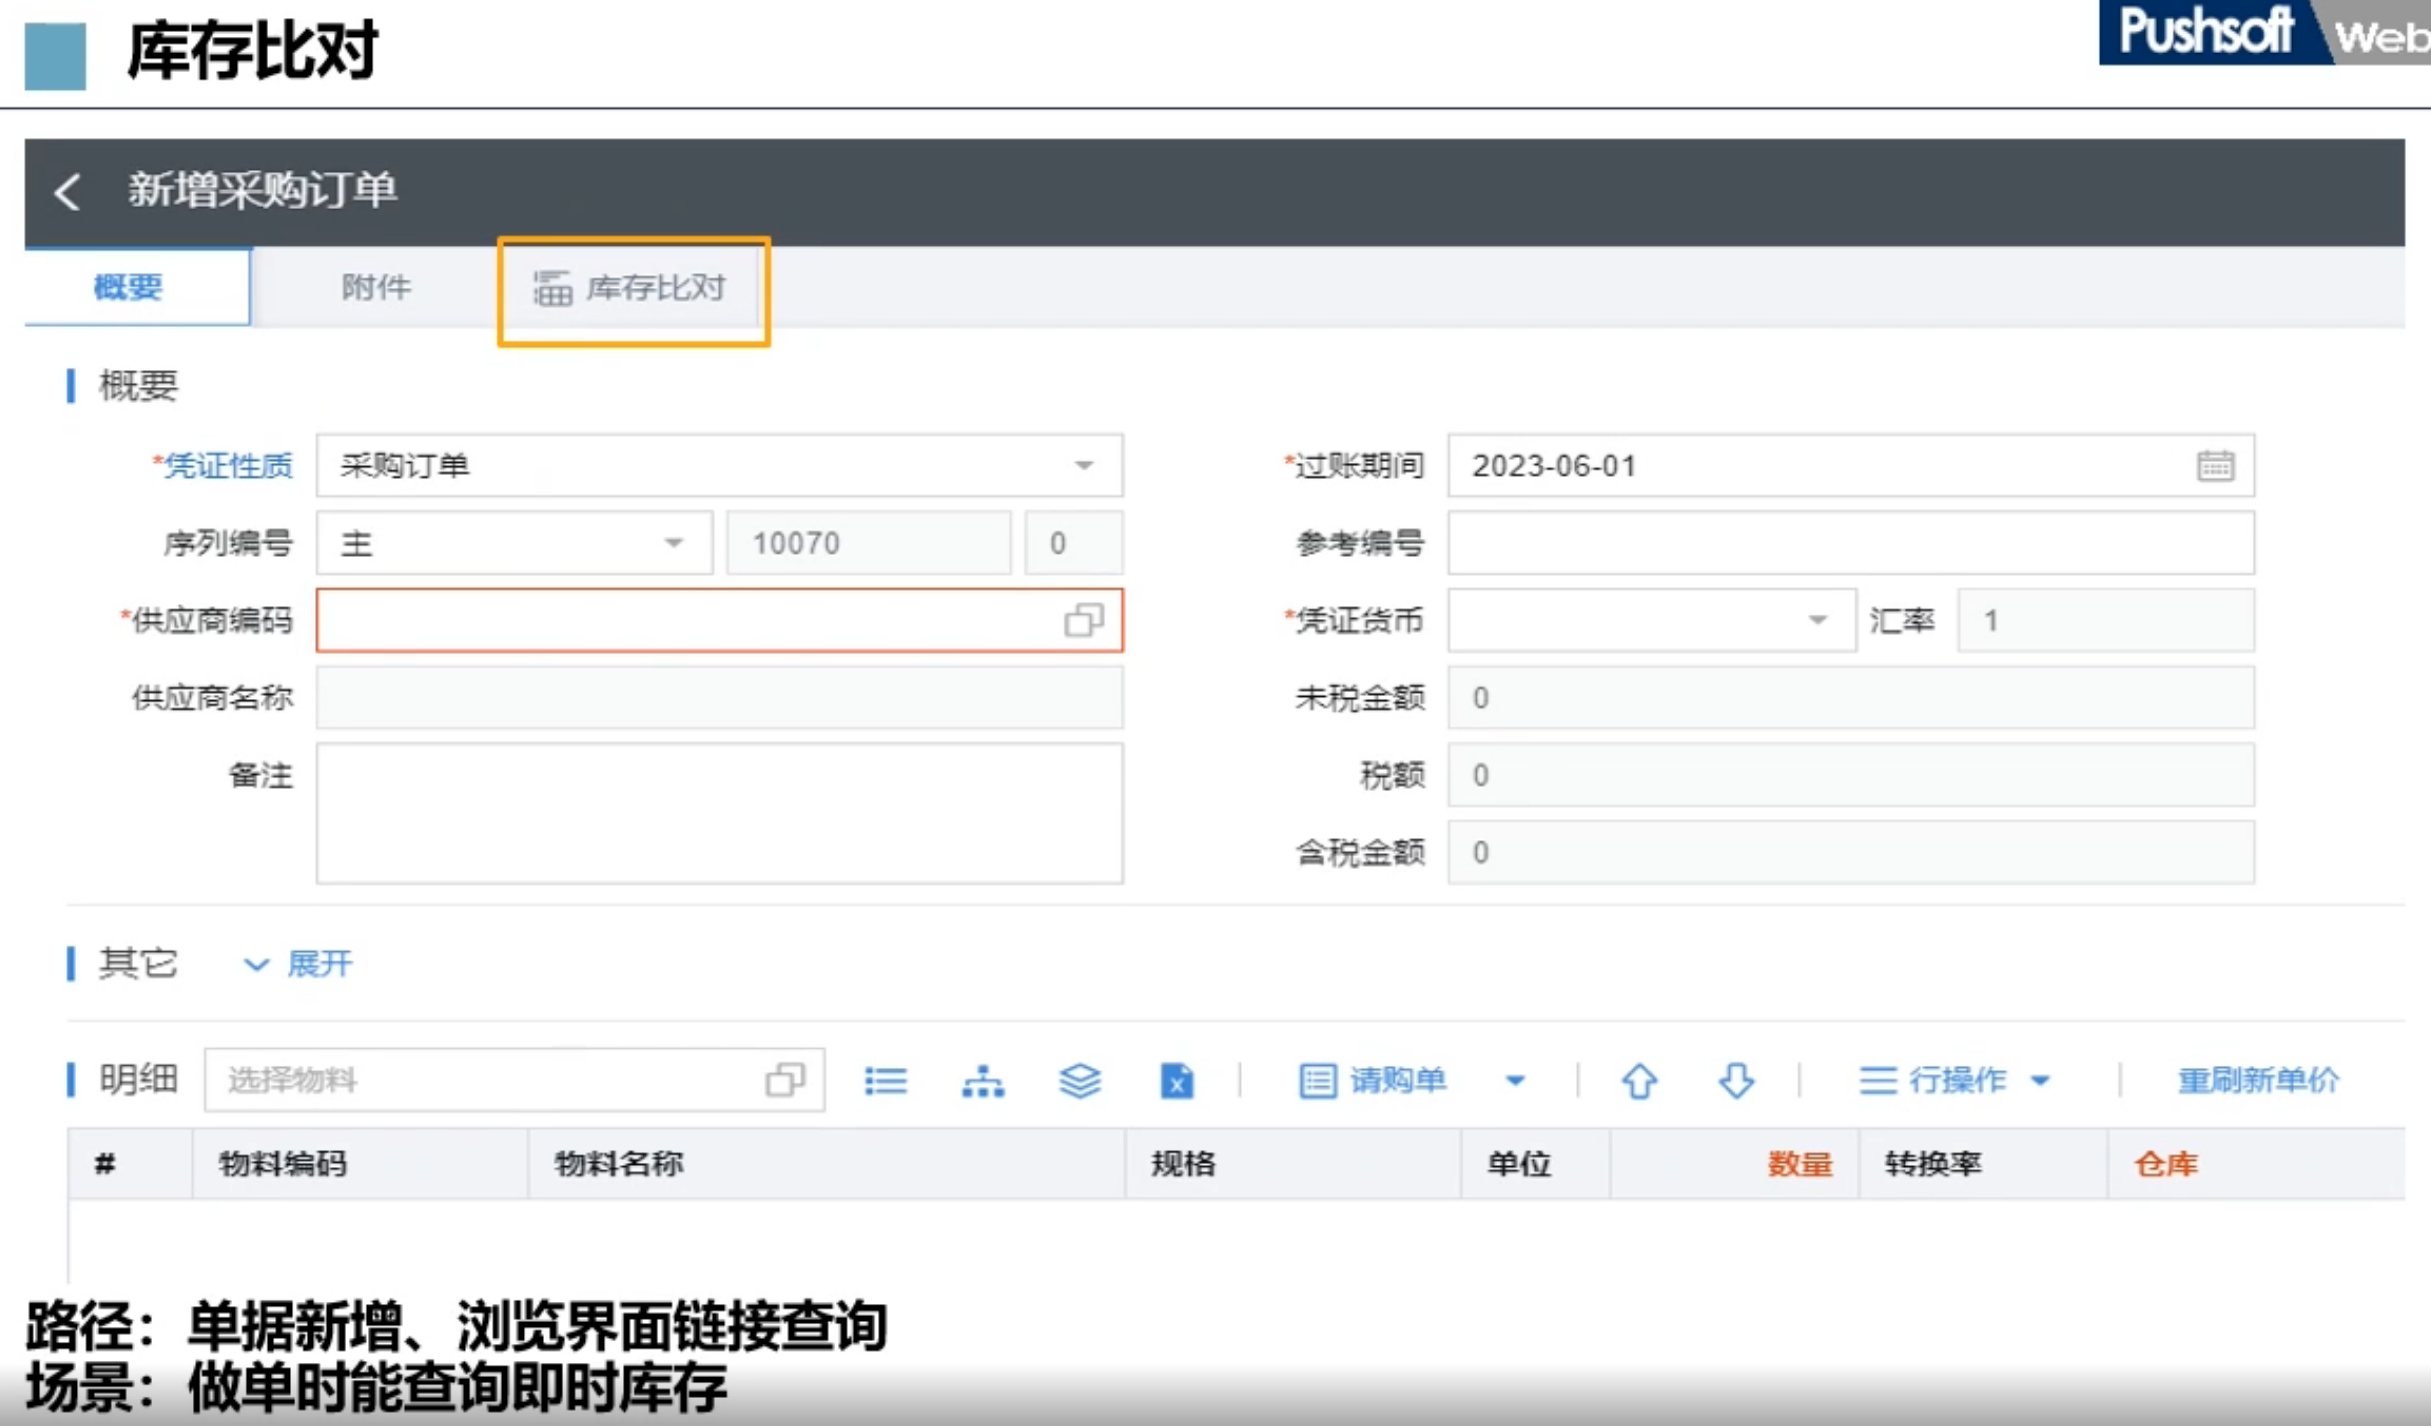 库存比对
Pushsoft Web
新增采购订单
概要 附件 库存比对
概要
*凭证性质 采购订单 *过账期间 2023-06-01
序列编号 主 10070 0 参考编号
*供应商编码 *凭证货币 汇率 1
供应商名称 未税金额 0
备注 税额 0
含税金额 0
其它 展开
明细 选择物料 请购单 行操作 重刷新单价
# 物料编码 物料名称 规格 单位 数量 转换率 仓库
路径：单据新增、浏览界面链接查询
场景：做单时能查询即时库存